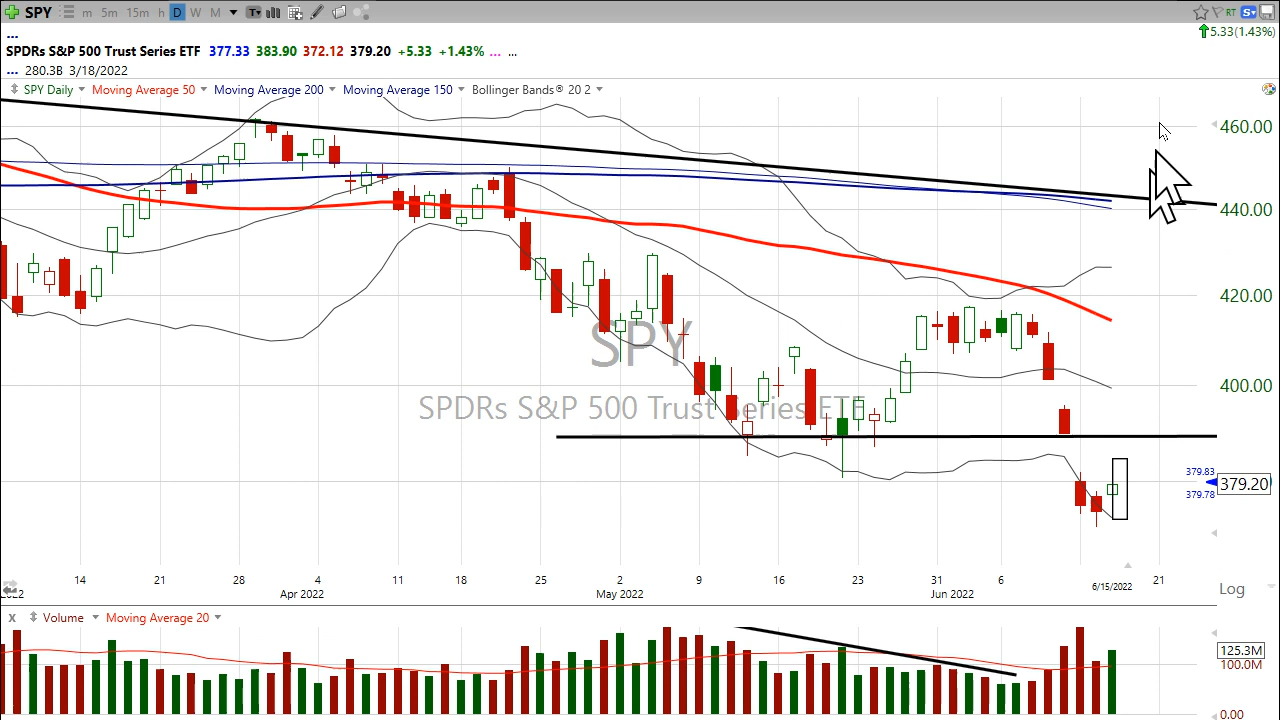 SPY m 5m 15m h D W M T RT S
5.33(1.43%)
...
SPDRs S&P 500 Trust Series ETF 377.33 383.90 372.12 379.20 +5.33 +1.43% ... ...
... 280.3B 3/18/2022
SPY Daily Moving Average 50 Moving Average 200 Moving Average 150 Bollinger Bands® 20 2
460.00
440.00
420.00
SPY
400.00
SPDRs S&P 500 Trust Series ETF
379.83
379.20
379.78
14 21 28 4 11 18 25 2 9 16 23 31 6 6/15/2022 21
2022 Apr 2022 May 2022 Jun 2022 Log
x Volume Moving Average 20
125.3M
100.0M
0.00